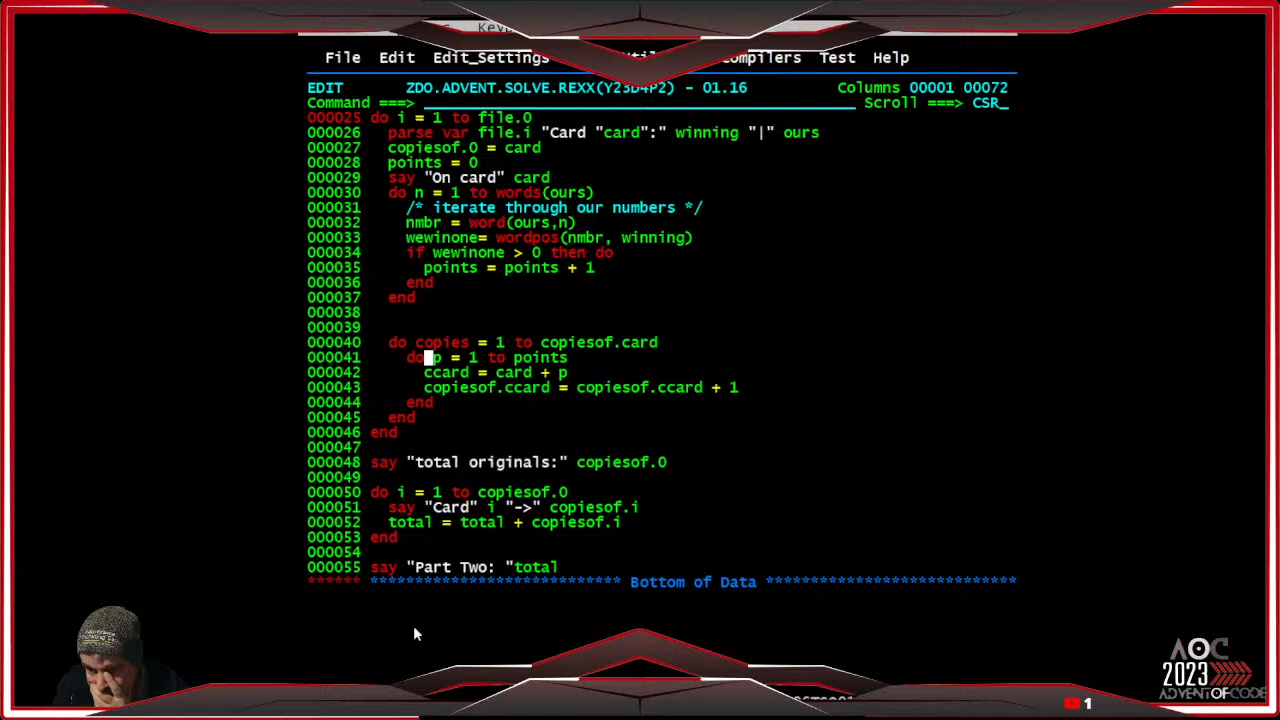 File Edit Edit_Settings Compilers Test Help
EDIT ZDO.ADVENT.SOLVE.REXX(Y23D4P2) - 01.16 Columns 00001 00072
Command ===> Scroll ===> CSR_
000025 do i = 1 to file.0
000026 parse var file.i "Card "card":" winning "|" ours
000027 copiesof.0 = card
000028 points = 0
000029 say "On card" card
000030 do n = 1 to words(ours)
000031 /* iterate through our numbers */
000032 nmbr = word(ours,n)
000033 wewinone= wordpos(nmbr, winning)
000034 if wewinone > 0 then do
000035 points = points + 1
000036 end
000037 end
000038
000039
000040 do copies = 1 to copiesof.card
000041 do p = 1 to points
000042 ccard = card + p
000043 copiesof.ccard = copiesof.ccard + 1
000044 end
000045 end
000046 end
000047
000048 say "total originals:" copiesof.0
000049
000050 do i = 1 to copiesof.0
000051 say "Card" i "->" copiesof.i
000052 total = total + copiesof.i
000053 end
000054
000055 say "Part Two: "total
****** **************************** Bottom of Data ****************************
AOC
2023
ADVENT OF CODE
1